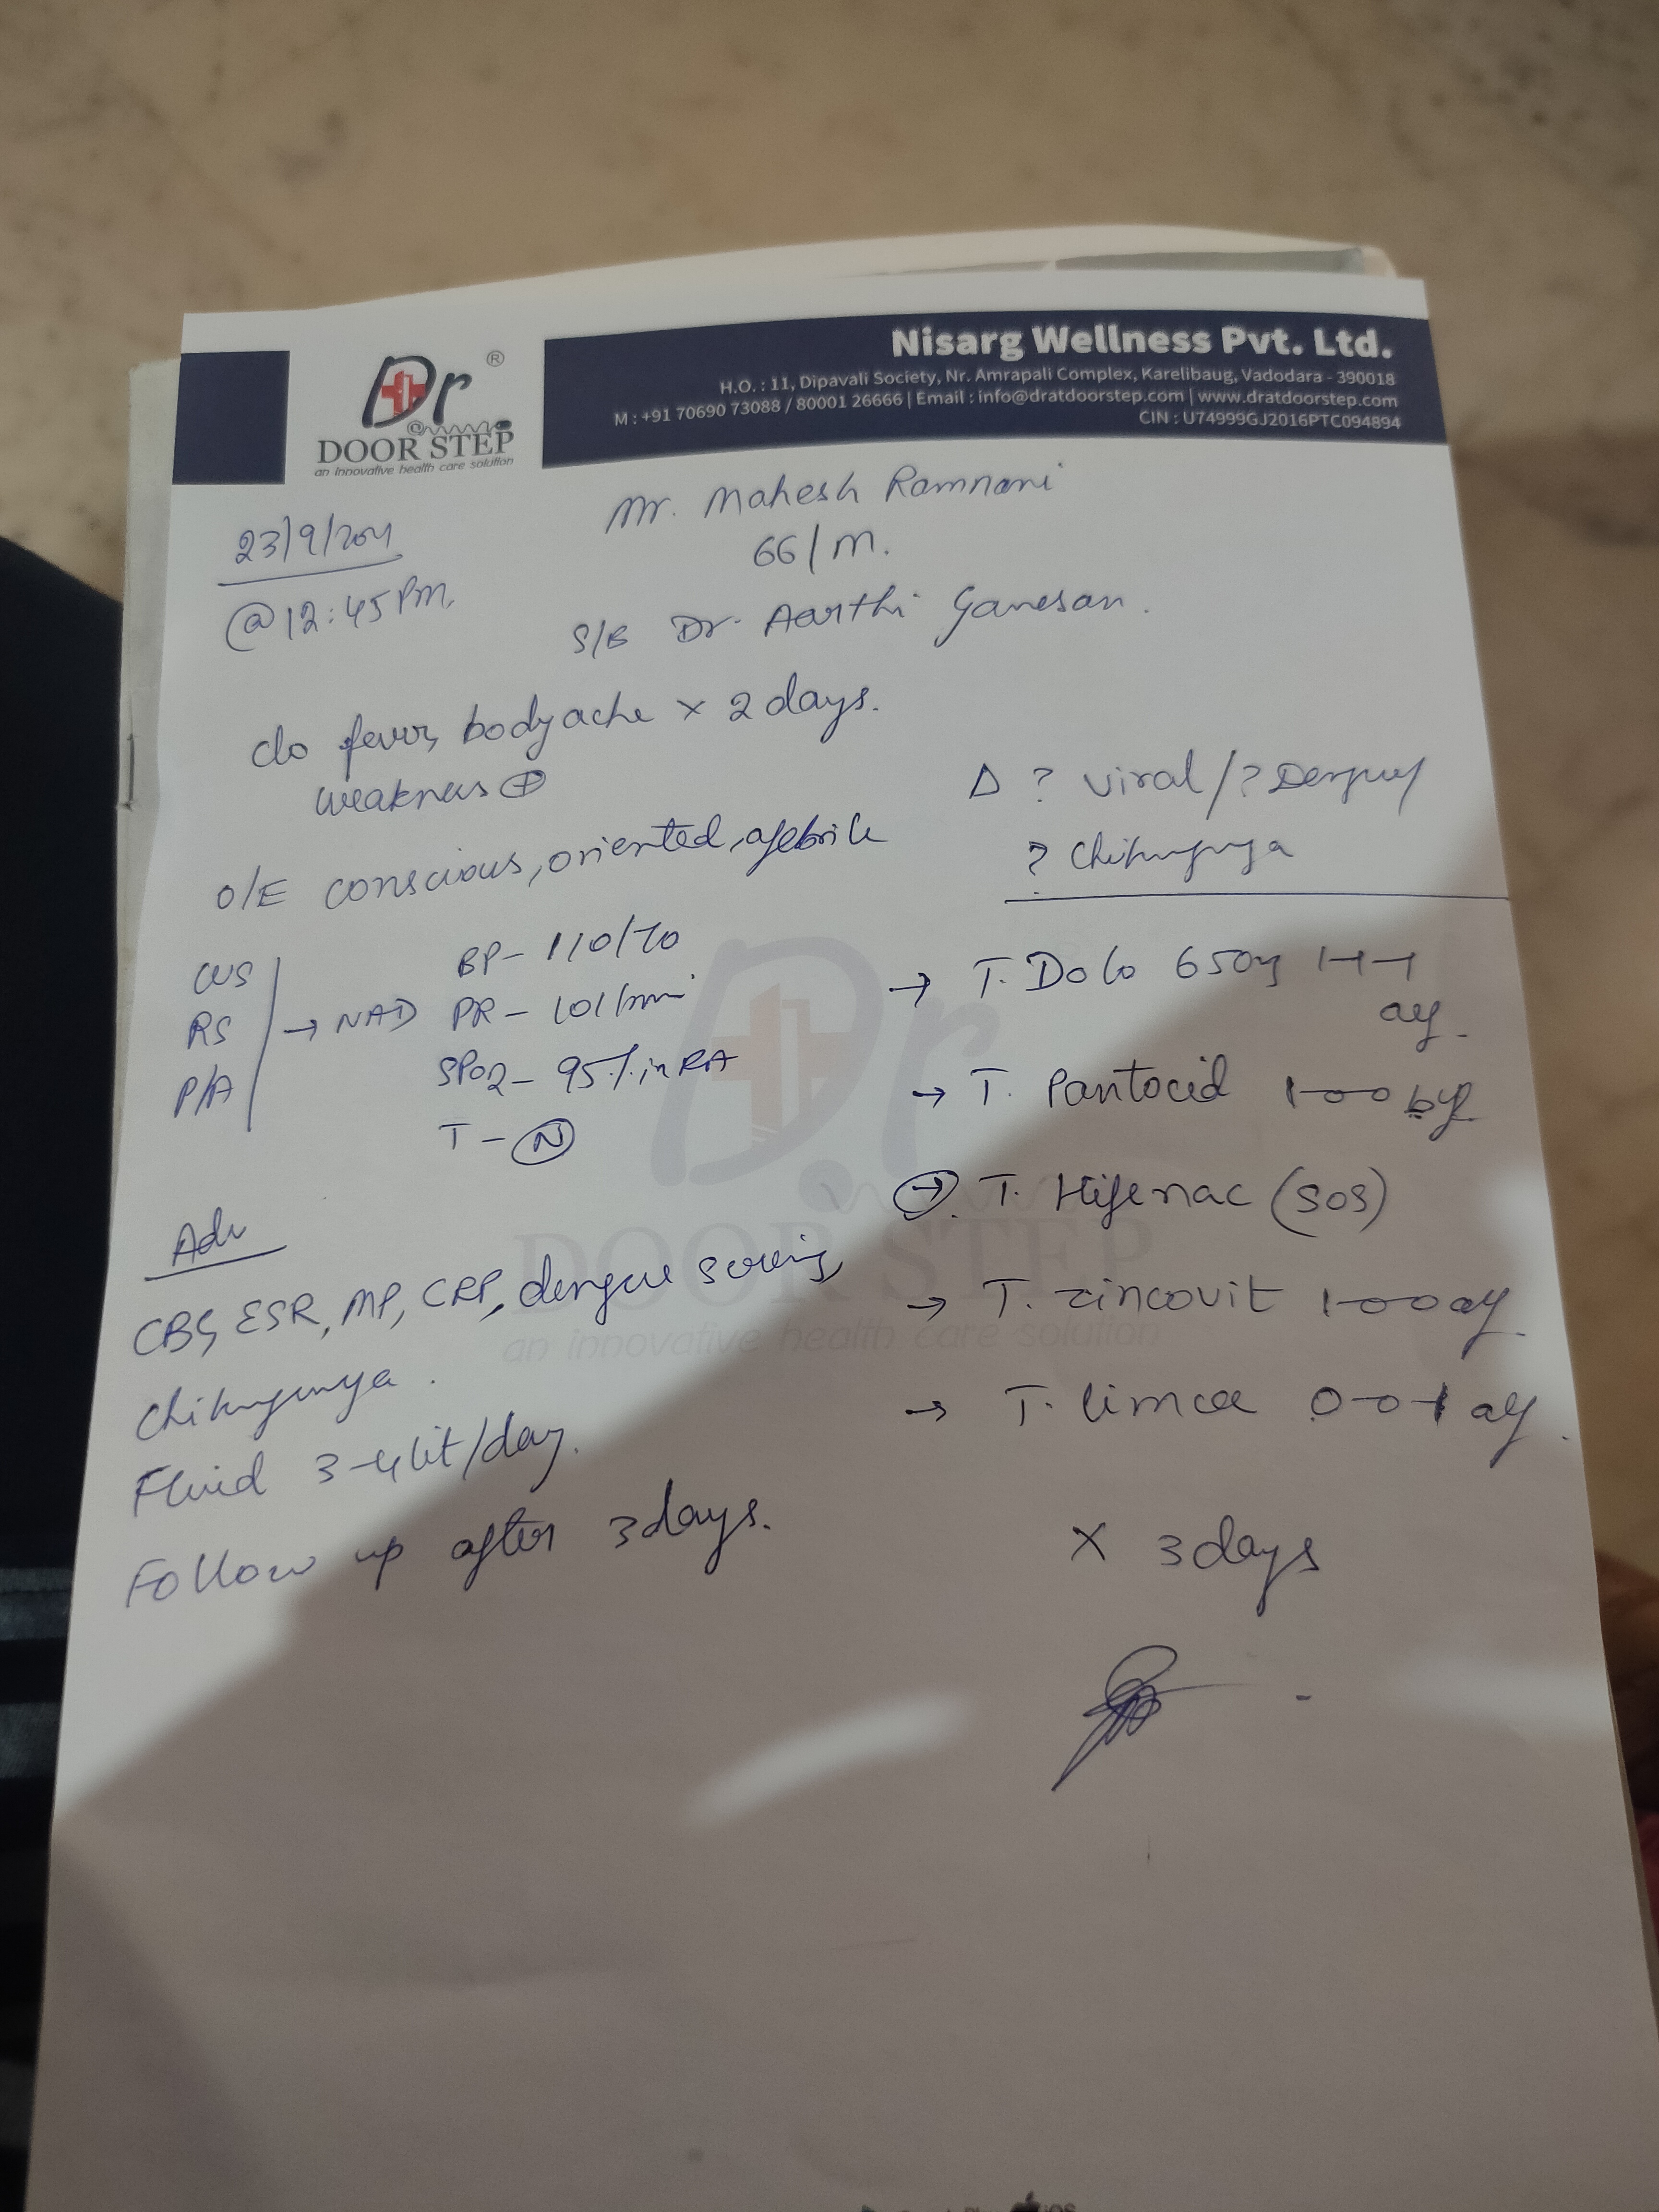 Dr ®
@
DOOR STEP
an innovative health care solution
Nisarg Wellness Pvt. Ltd.
H.O. : 11, Dipavali Society, Nr. Amrapali Complex, Karelibaug, Vadodara - 390018
M : +91 70690 73088 / 80001 26666 | Email : info@dratdoorstep.com | www.dratdoorstep.com
CIN : U74999GJ2016PTC094894
Mr. Mahesh Ramnani
23/9/
66/M.
@ 12:45 PM.
S/B Dr. Aarthi Ganesan.
c/o fever, bodyache x 2 days.
weakness ⊕
Δ ? Viral / ? Dengue /
? Chikungunya
O/E conscious, oriented, afebrile
CVS
RS → NAD
P/A
BP - 110/70
PR - 101/min
SPO2 - 95% in RA
T - N
→ T. Dolo 650mg 1-1-1
af.
→ T. Pantocid 1-0-0 bf
→ T. Hifenac (SOS)
→ T. Zincovit 1-0-0 af
→ T. limcee 0-0-1 af.
x 3 days
Adv
CBC, ESR, MP, CRP, dengue
Chikungunya.
Fluid 3-4 lit/day.
Follow up after 3 days.
Dr
DOOR STEP
an innovative health care solution